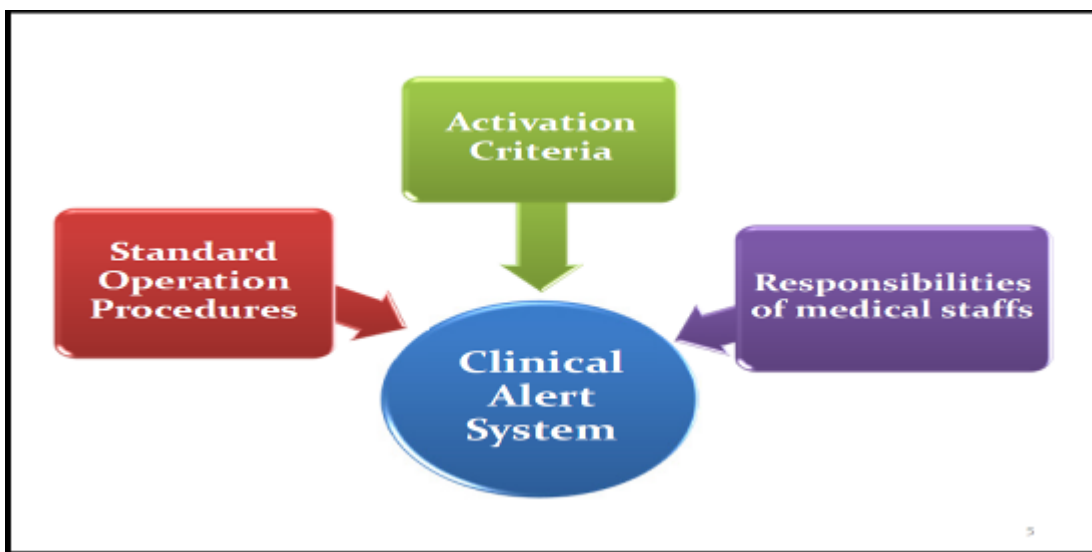 Activation
Criteria
Standard
Operation
Procedures
Responsibilities
of medical staffs
Clinical
Alert
System
5